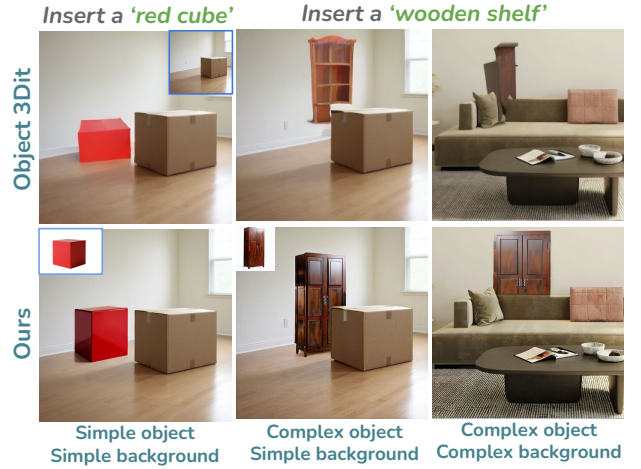 Insert a ‘red cube’
Insert a ‘wooden shelf’
Object 3Dit
Ours
Simple object
Simple background
Complex object
Simple background
Complex object
Complex background